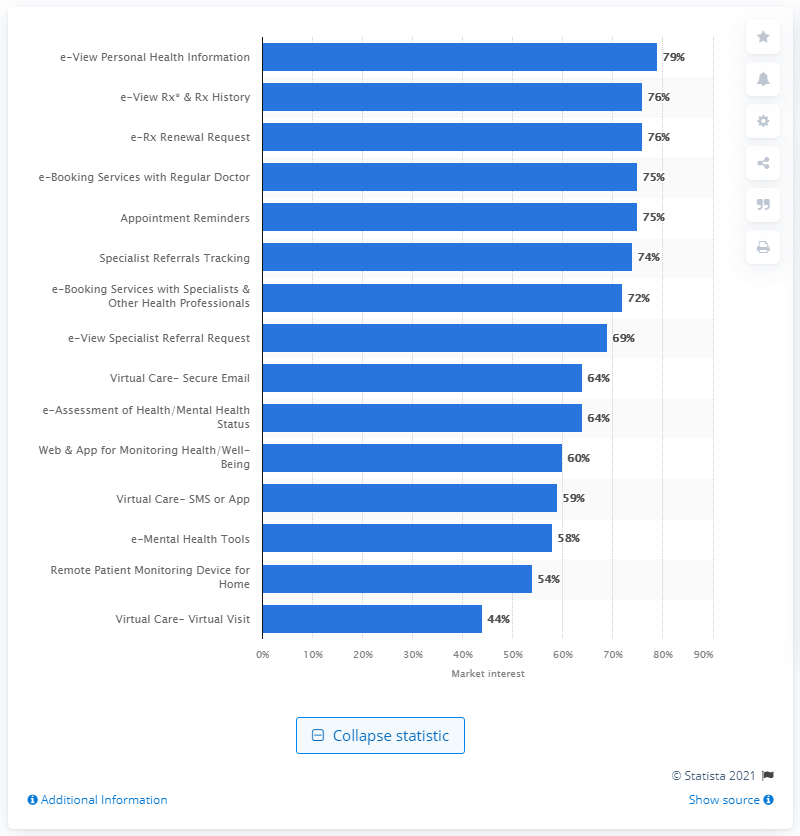 e-View Personal Health Information 79%
e-View Rx* & Rx History 76%
e-Rx Renewal Request 76%
e-Booking Services with Regular Doctor 75%
Appointment Reminders 75%
Specialist Referrals Tracking 74%
e-Booking Services with Specialists &
Other Health Professionals 72%
e-View Specialist Referral Request 69%
Virtual Care- Secure Email 64%
e-Assessment of Health/Mental Health
Status 64%
Web & App for Monitoring Health/Well-
Being 60%
Virtual Care- SMS or App 59%
e-Mental Health Tools 58%
Remote Patient Monitoring Device for
Home 54%
Virtual Care- Virtual Visit 44%
0% 10% 20% 30% 40% 50% 60% 70% 80% 90%
Market interest
Collapse statistic
© Statista 2021
Additional Information Show source